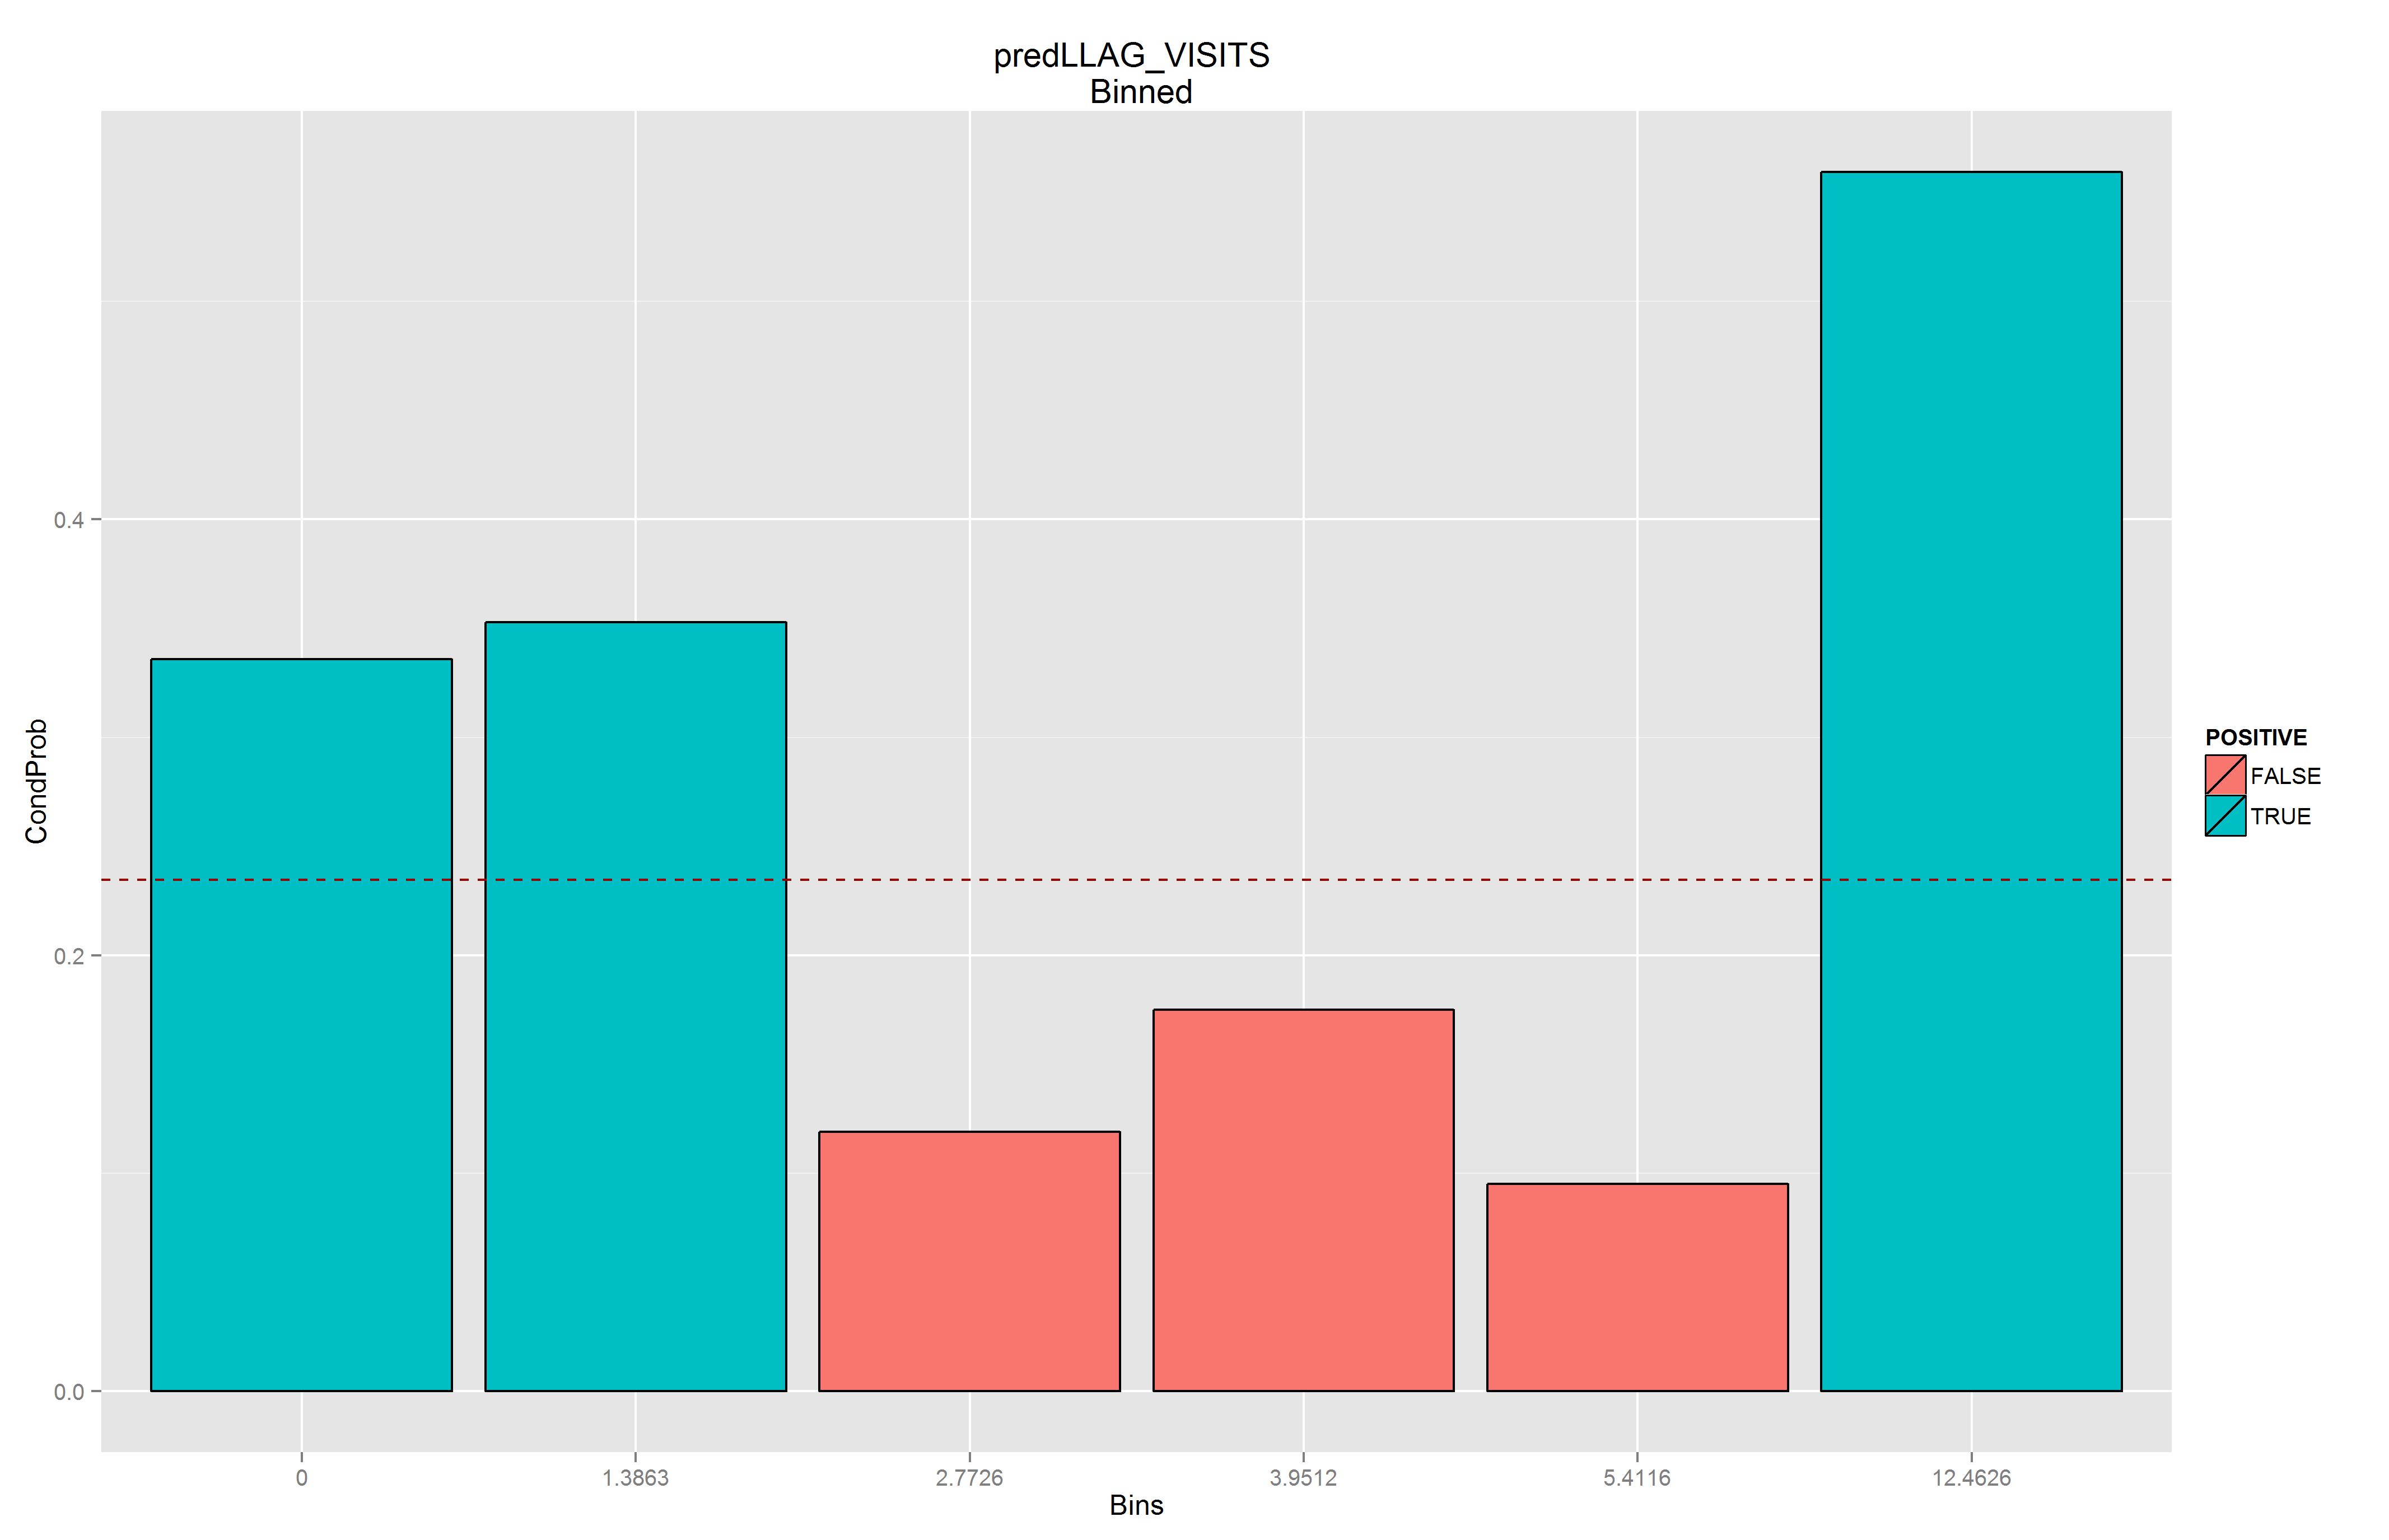 predLLAG_VISITS
Binned
CondProb
0.4
0.2
0.0
0 1.3863 2.7726 3.9512 5.4116 12.4626
Bins
POSITIVE
FALSE
TRUE